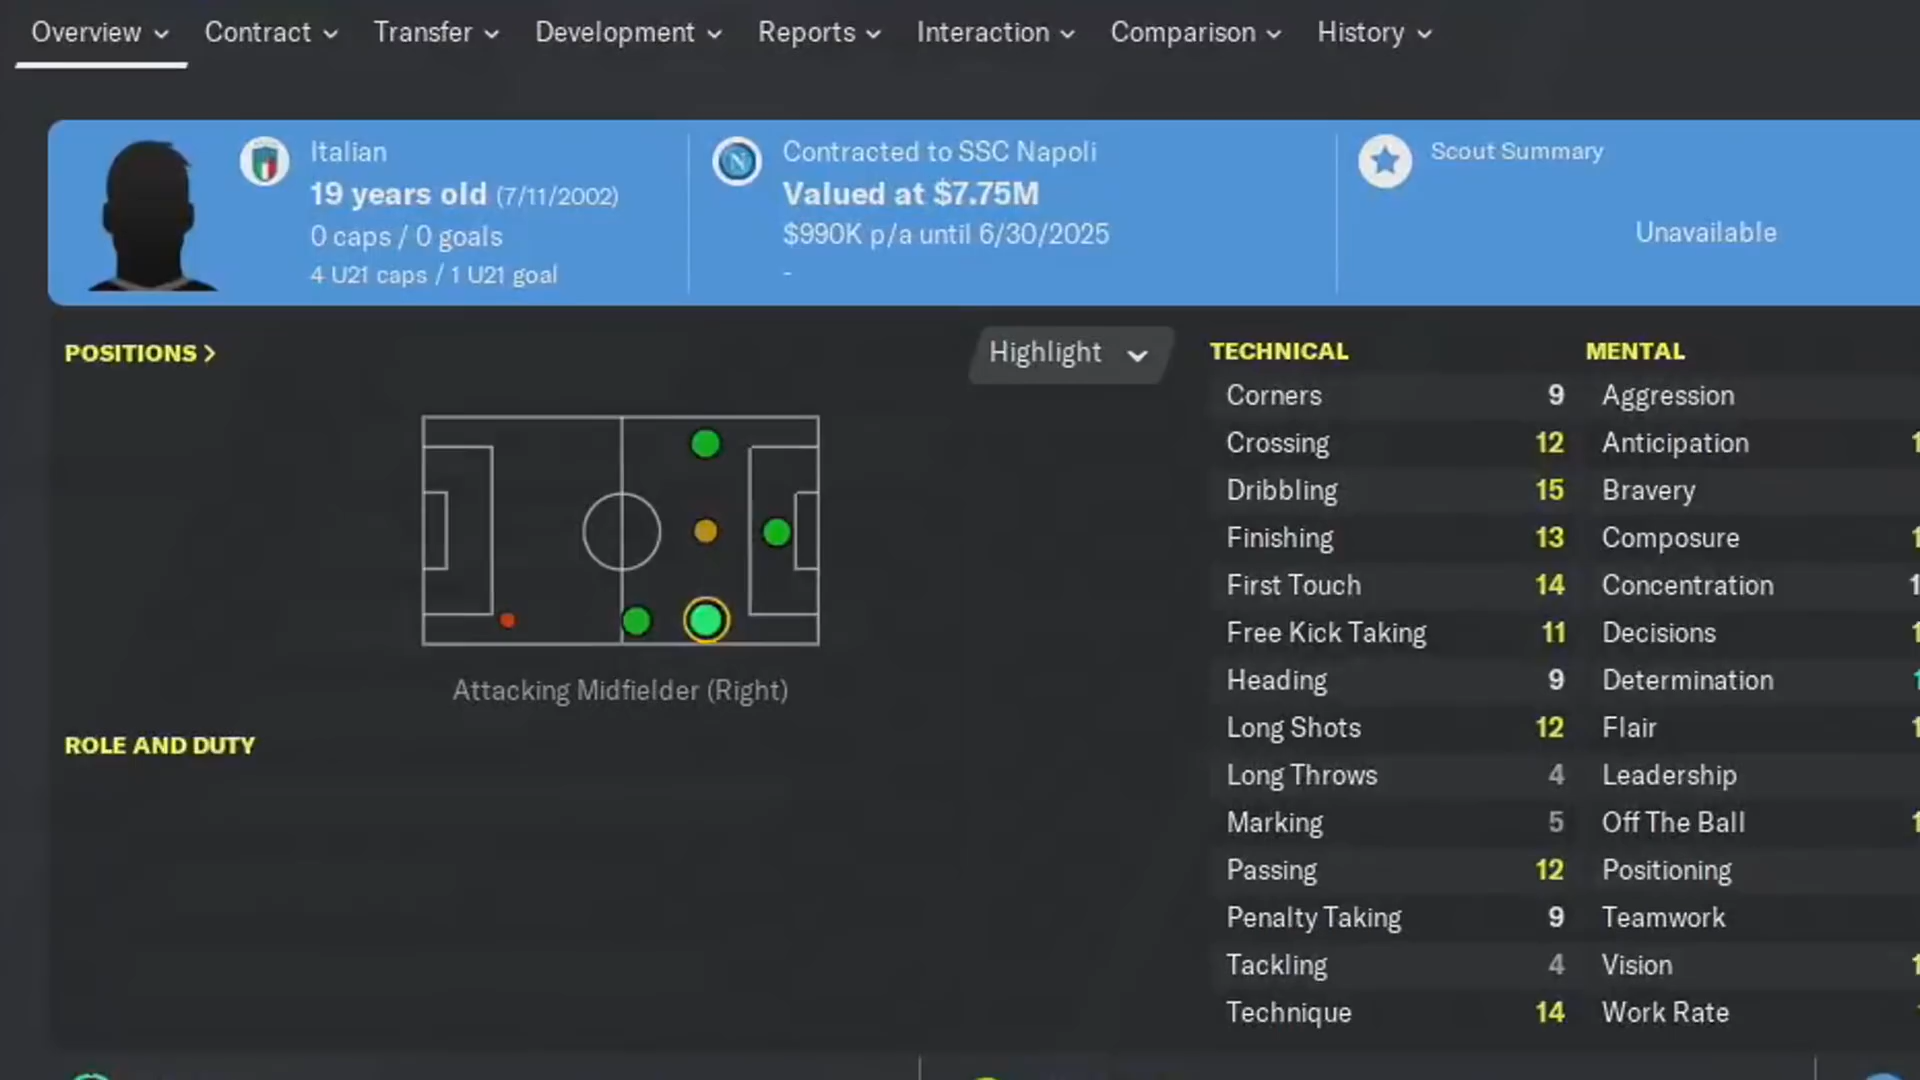 Overview Contract Transfer Development Reports Interaction Comparison History
Italian
19 years old (7/11/2002)
0 caps / 0 goals
4 U21 caps / 1 U21 goal
N
Contracted to SSC Napoli
Valued at $7.75M
$990K p/a until 6/30/2025
-
Scout Summary
Unavailable
POSITIONS
Highlight
Attacking Midfielder (Right)
ROLE AND DUTY
TECHNICAL
Corners 9
Crossing 12
Dribbling 15
Finishing 13
First Touch 14
Free Kick Taking 11
Heading 9
Long Shots 12
Long Throws 4
Marking 5
Passing 12
Penalty Taking 9
Tackling 4
Technique 14
MENTAL
Aggression
Anticipation
Bravery
Composure
Concentration
Decisions
Determination
Flair
Leadership
Off The Ball
Positioning
Teamwork
Vision
Work Rate